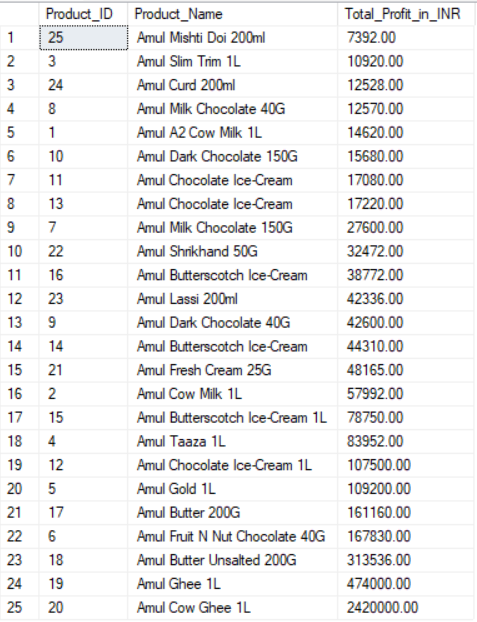 Product_ID Product_Name Total_Profit_in_INR
1 25 Amul Mishti Doi 200ml 7392.00
2 3 Amul Slim Trim 1L 10920.00
3 24 Amul Curd 200ml 12528.00
4 8 Amul Milk Chocolate 40G 12570.00
5 1 Amul A2 Cow Milk 1L 14620.00
6 10 Amul Dark Chocolate 150G 15680.00
7 11 Amul Chocolate Ice-Cream 17080.00
8 13 Amul Chocolate Ice-Cream 17220.00
9 7 Amul Milk Chocolate 150G 27600.00
10 22 Amul Shrikhand 50G 32472.00
11 16 Amul Butterscotch Ice-Cream 38772.00
12 23 Amul Lassi 200ml 42336.00
13 9 Amul Dark Chocolate 40G 42600.00
14 14 Amul Butterscotch Ice-Cream 44310.00
15 21 Amul Fresh Cream 25G 48165.00
16 2 Amul Cow Milk 1L 57992.00
17 15 Amul Butterscotch Ice-Cream 1L 78750.00
18 4 Amul Taaza 1L 83952.00
19 12 Amul Chocolate Ice-Cream 1L 107500.00
20 5 Amul Gold 1L 109200.00
21 17 Amul Butter 200G 161160.00
22 6 Amul Fruit N Nut Chocolate 40G 167830.00
23 18 Amul Butter Unsalted 200G 313536.00
24 19 Amul Ghee 1L 474000.00
25 20 Amul Cow Ghee 1L 2420000.00